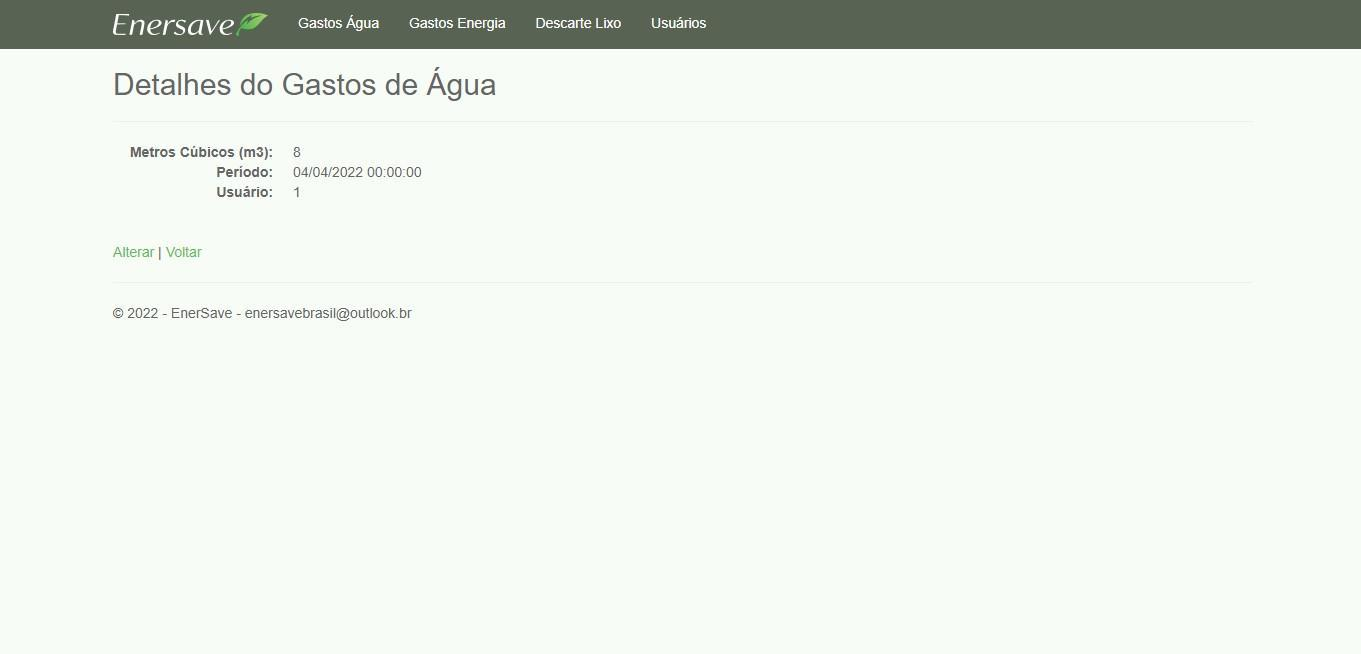 Enersave Gastos Água Gastos Energia Descarte Lixo Usuários
Detalhes do Gastos de Água
Metros Cúbicos (m3): 8
Período: 04/04/2022 00:00:00
Usuário: 1
Alterar | Voltar
© 2022 - EnerSave - enersavebrasil@outlook.br